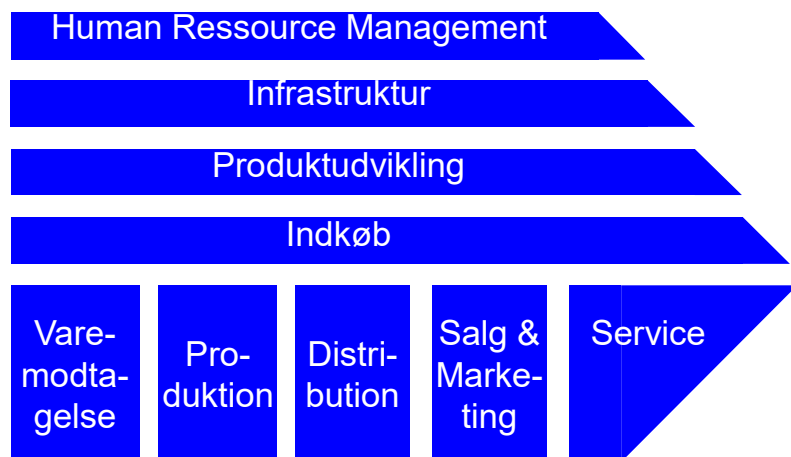 Human Ressource Management
Infrastruktur
Produktudvikling
Indkøb
Vare-
modta-
gelse
Pro-
duktion
Distri-
bution
Salg &
Marke-
ting
Service